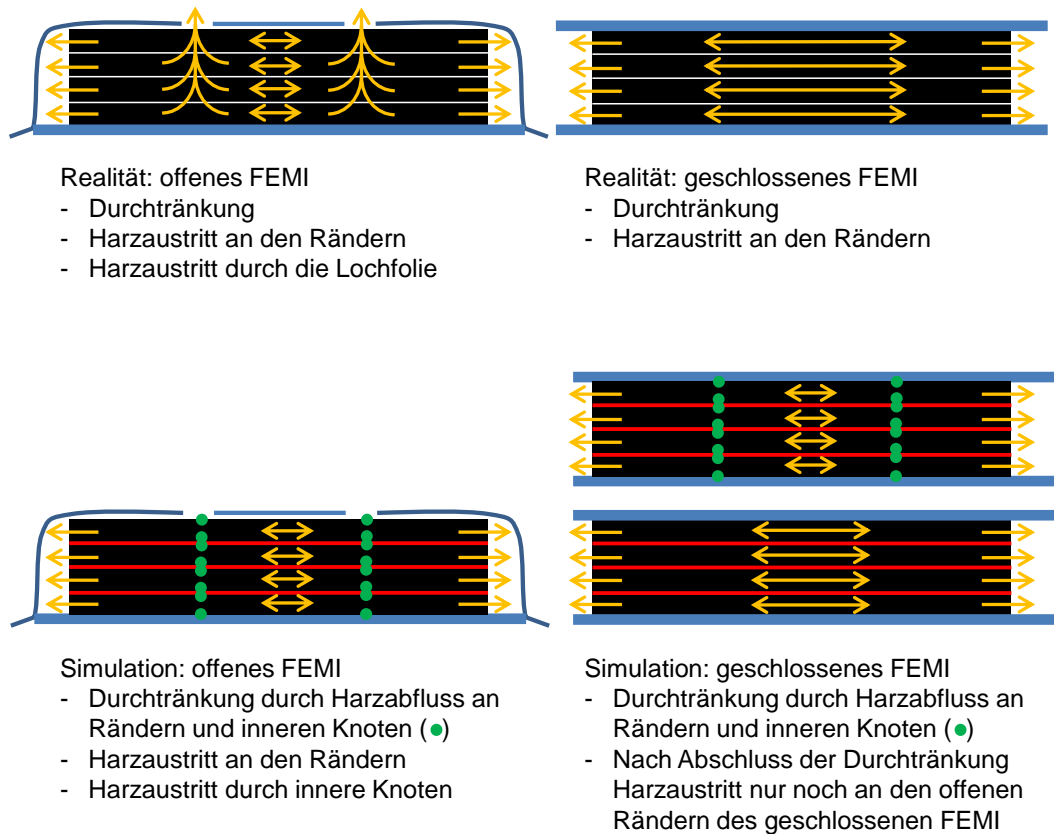 Realität: offenes FEMI
- Durchtränkung
- Harzaustritt an den Rändern
- Harzaustritt durch die Lochfolie
Realität: geschlossenes FEMI
- Durchtränkung
- Harzaustritt an den Rändern
Simulation: offenes FEMI
- Durchtränkung durch Harzabfluss an
Rändern und inneren Knoten (●)
- Harzaustritt an den Rändern
- Harzaustritt durch innere Knoten
Simulation: geschlossenes FEMI
- Durchtränkung durch Harzabfluss an
Rändern und inneren Knoten (●)
- Nach Abschluss der Durchtränkung
Harzaustritt nur noch an den offenen
Rändern des geschlossenen FEMI